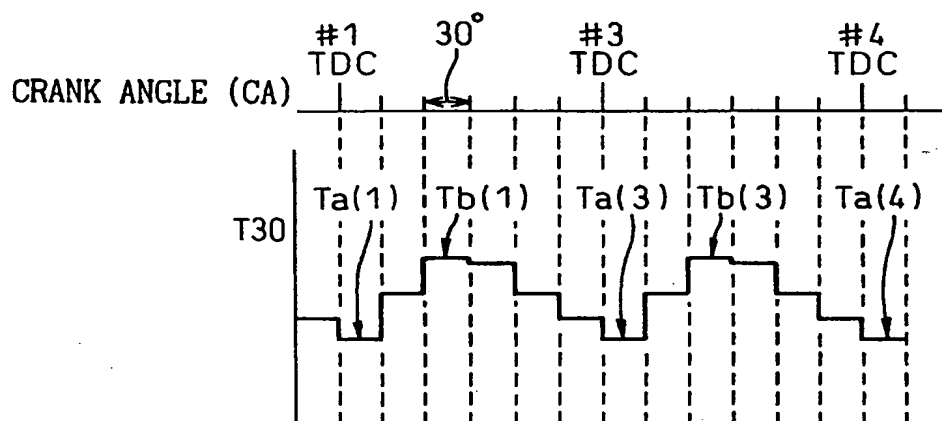 #1 30° #3 #4
TDC TDC TDC
CRANK ANGLE (CA)
Ta(1) Tb(1) Ta(3) Tb(3) Ta(4)
T30